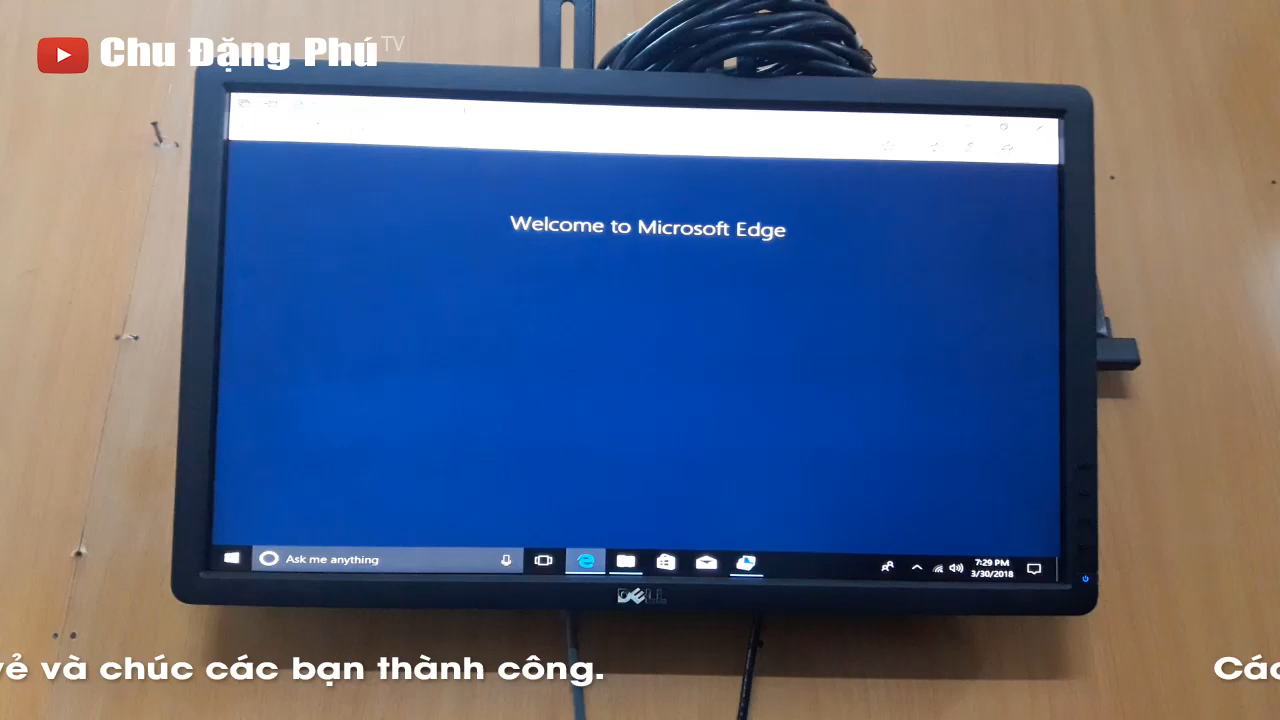 Chu Đặng Phú TV
Welcome to Microsoft Edge
Ask me anything
7:29 PM
3/30/2018
DELL
vẻ và chúc các bạn thành công.